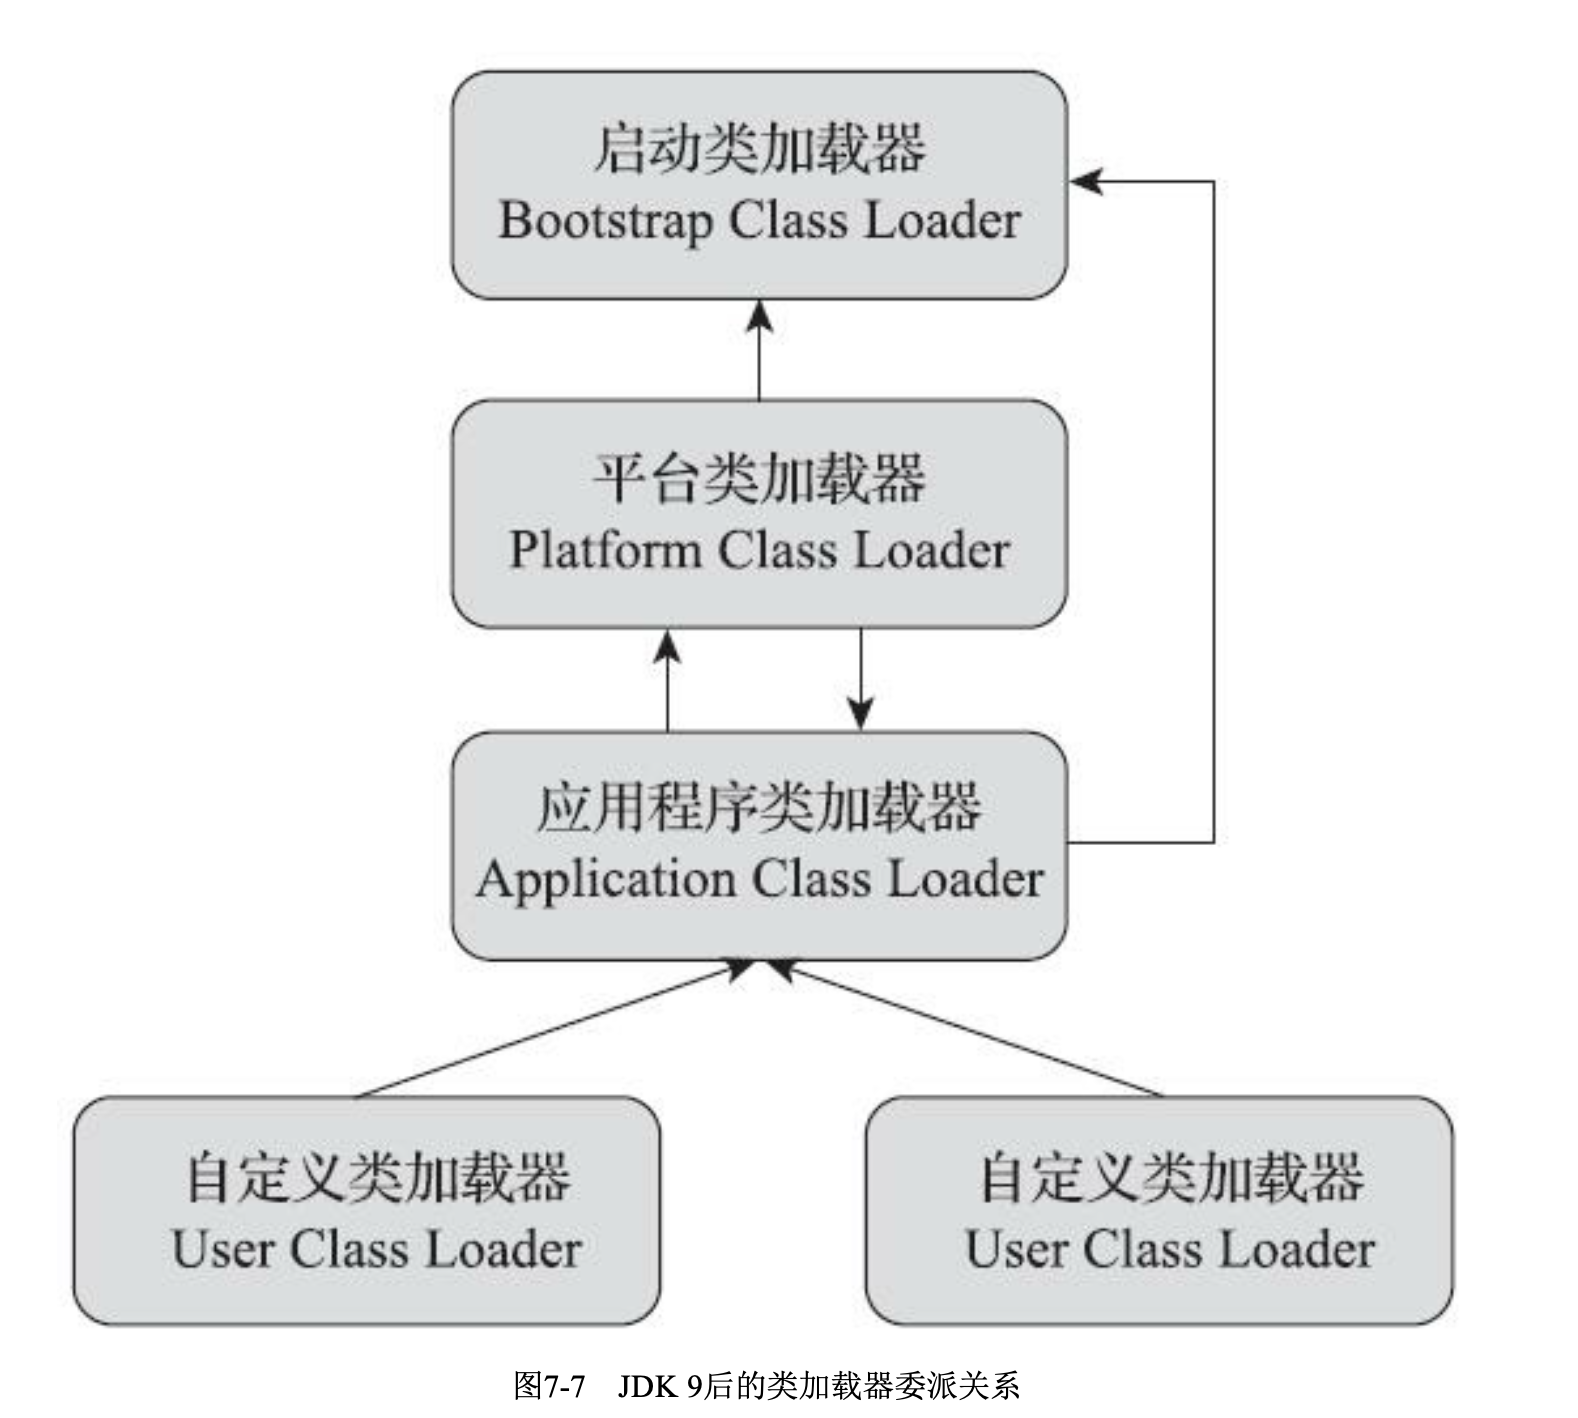 启动类加载器
Bootstrap Class Loader
平台类加载器
Platform Class Loader
应用程序类加载器
Application Class Loader
自定义类加载器
User Class Loader
自定义类加载器
User Class Loader
图7-7 JDK 9后的类加载器委派关系